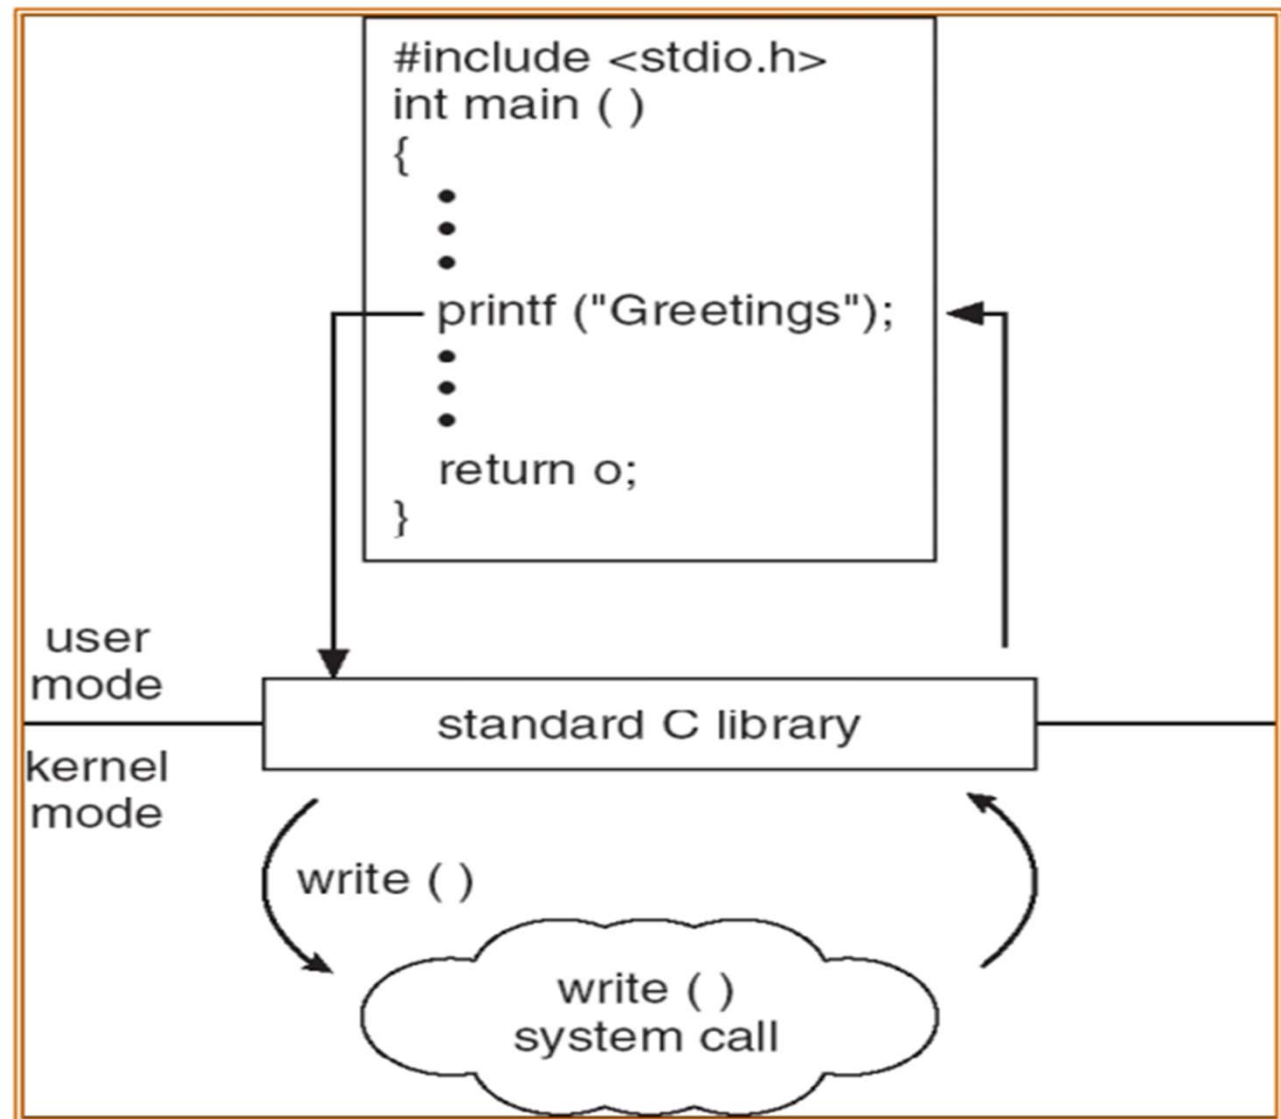 #include <stdio.h>
int main ( )
{
•
•
•
printf ("Greetings");
•
•
•
return o;
}
user
mode
standard C library
kernel
mode
write ( )
write ( )
system call